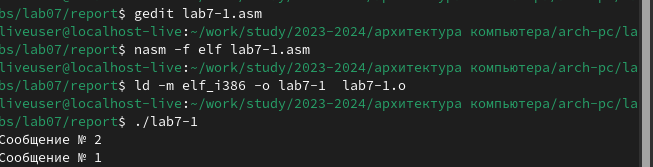 bs/lab07/report$ gedit lab7-1.asm
liveuser@localhost-live:~/work/study/2023-2024/архитектура компьютера/arch-pc/la
bs/lab07/report$ nasm -f elf lab7-1.asm
liveuser@localhost-live:~/work/study/2023-2024/архитектура компьютера/arch-pc/la
bs/lab07/report$ ld -m elf_i386 -o lab7-1  lab7-1.o
liveuser@localhost-live:~/work/study/2023-2024/архитектура компьютера/arch-pc/la
bs/lab07/report$ ./lab7-1
Сообщение № 2
Сообщение № 1